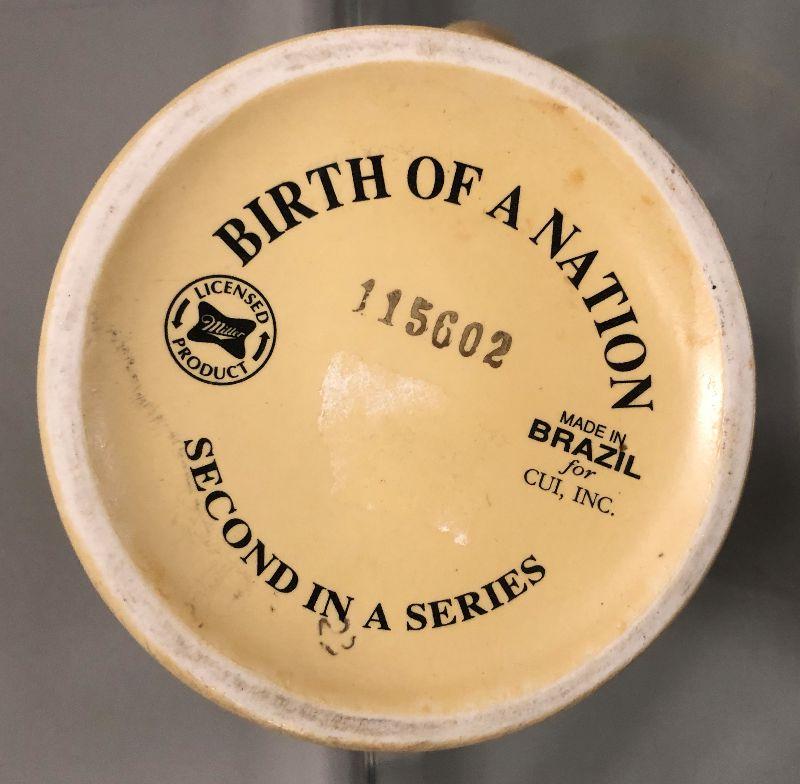 BIRTH OF A NATION
LICENSED
Miller
PRODUCT
115602
MADE IN
BRAZIL
for
CUI, INC.
SECOND IN A SERIES